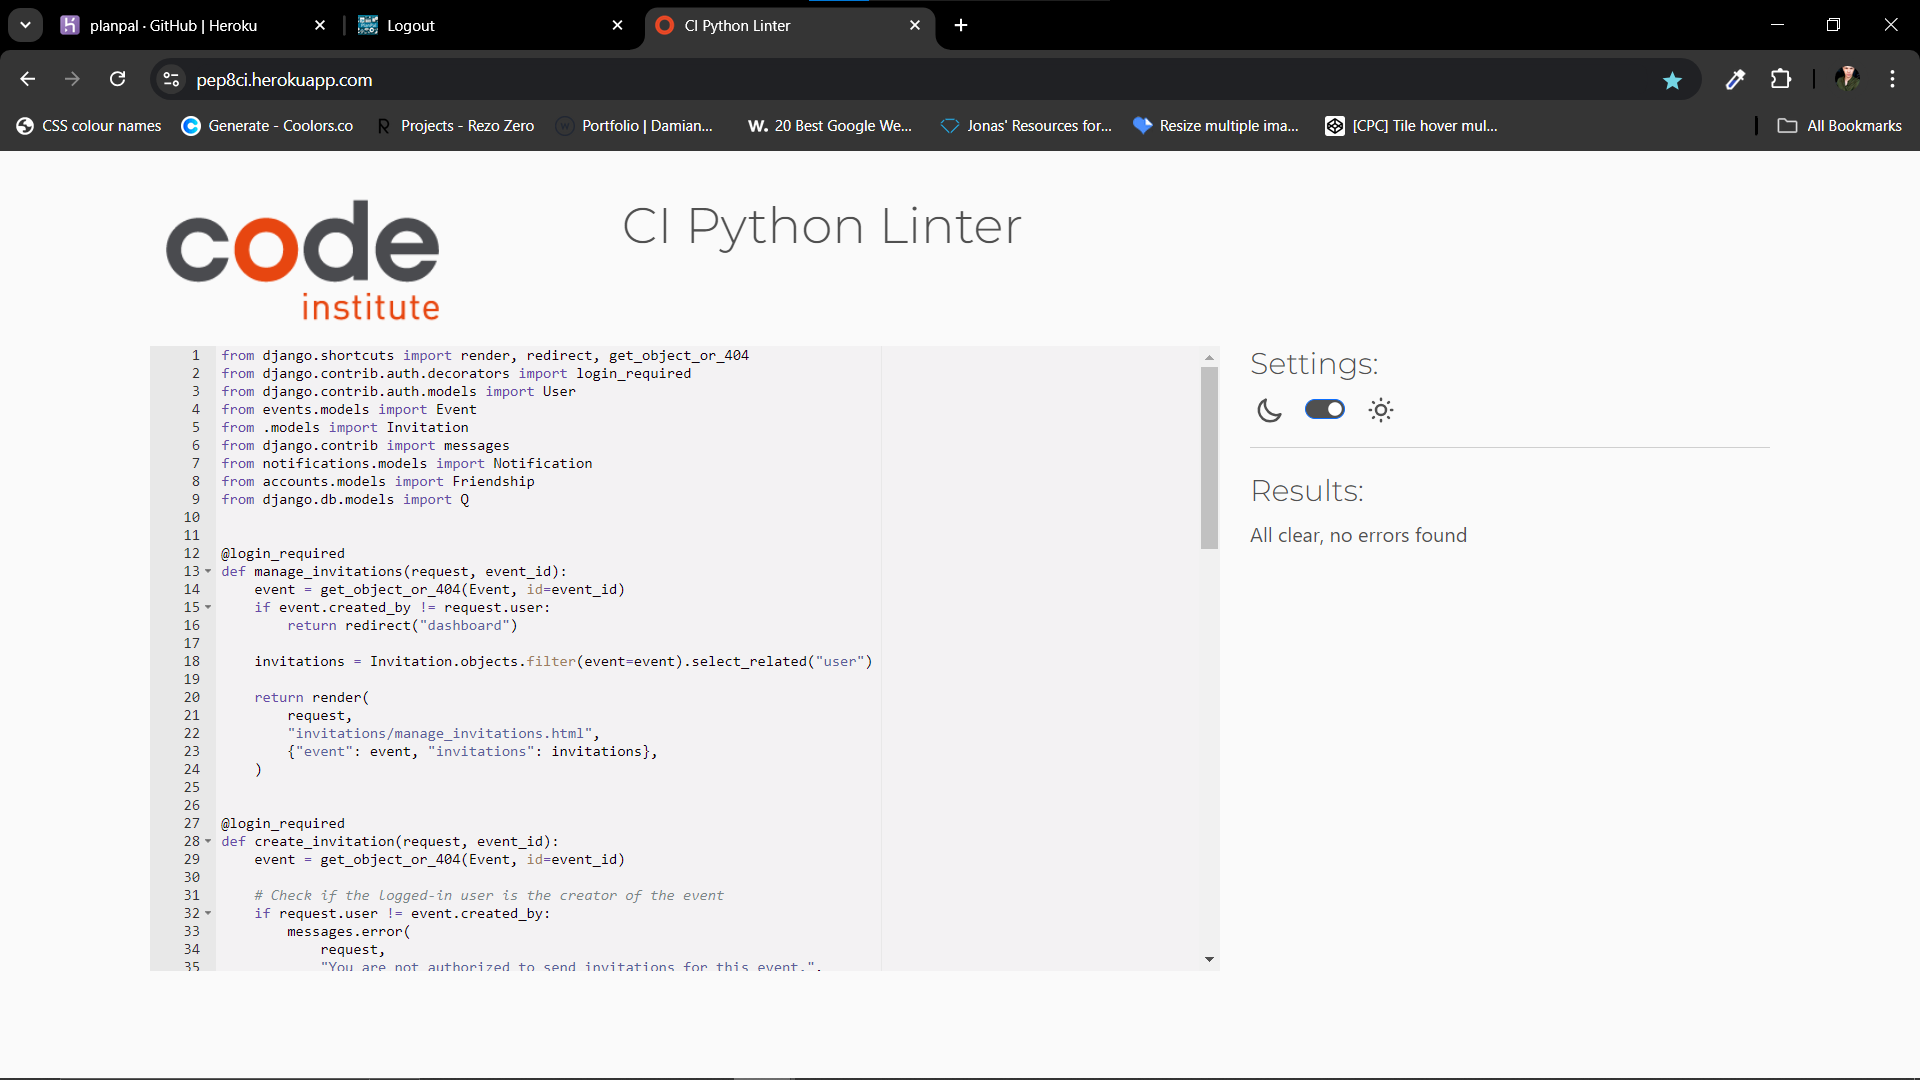 planpal · GitHub | Heroku
Logout
CI Python Linter
pep8ci.herokuapp.com
CSS colour names
Generate - Coolors.co
Projects - Rezo Zero
Portfolio | Damian...
W. 20 Best Google We...
Jonas' Resources for...
Resize multiple ima...
[CPC] Tile hover mul...
All Bookmarks
code
institute
CI Python Linter
1 from django.shortcuts import render, redirect, get_object_or_404
2 from django.contrib.auth.decorators import login_required
3 from django.contrib.auth.models import User
4 from events.models import Event
5 from .models import Invitation
6 from django.contrib import messages
7 from notifications.models import Notification
8 from accounts.models import Friendship
9 from django.db.models import Q
10
11
12 @login_required
13 def manage_invitations(request, event_id):
14     event = get_object_or_404(Event, id=event_id)
15     if event.created_by != request.user:
16         return redirect("dashboard")
17
18     invitations = Invitation.objects.filter(event=event).select_related("user")
19
20     return render(
21         request,
22         "invitations/manage_invitations.html",
23         {"event": event, "invitations": invitations},
24     )
25
26
27 @login_required
28 def create_invitation(request, event_id):
29     event = get_object_or_404(Event, id=event_id)
30
31     # Check if the logged-in user is the creator of the event
32     if request.user != event.created_by:
33         messages.error(
34             request,
35             "You are not authorized to send invitations for this event.",
Settings:
Results:
All clear, no errors found